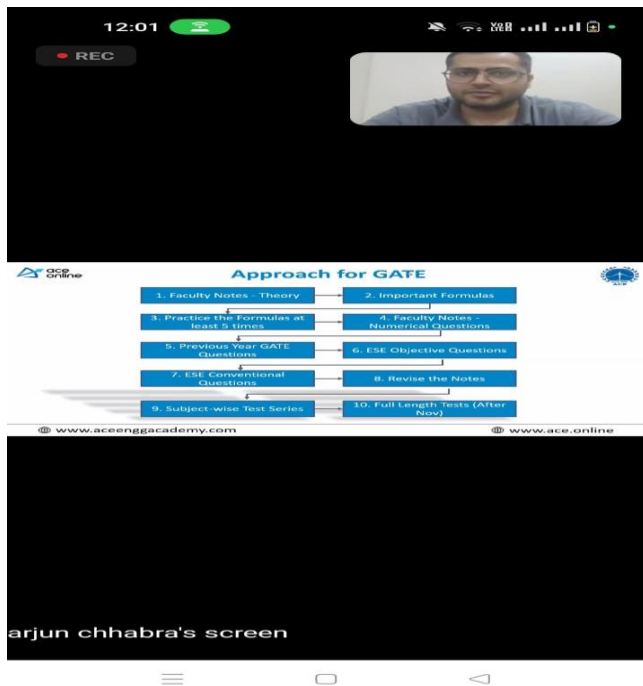 12:01
REC
ace
online
Approach for GATE
ACE
1. Faculty Notes - Theory
2. Important Formulas
3. Practice the Formulas at
least 5 times
4. Faculty Notes -
Numerical Questions
5. Previous Year GATE
Questions
6. ESE Objective Questions
7. ESE Conventional
Questions
8. Revise the Notes
9. Subject-wise Test Series
10. Full Length Tests (After
Nov)
www.aceenggacademy.com
www.ace.online
arjun chhabra's screen